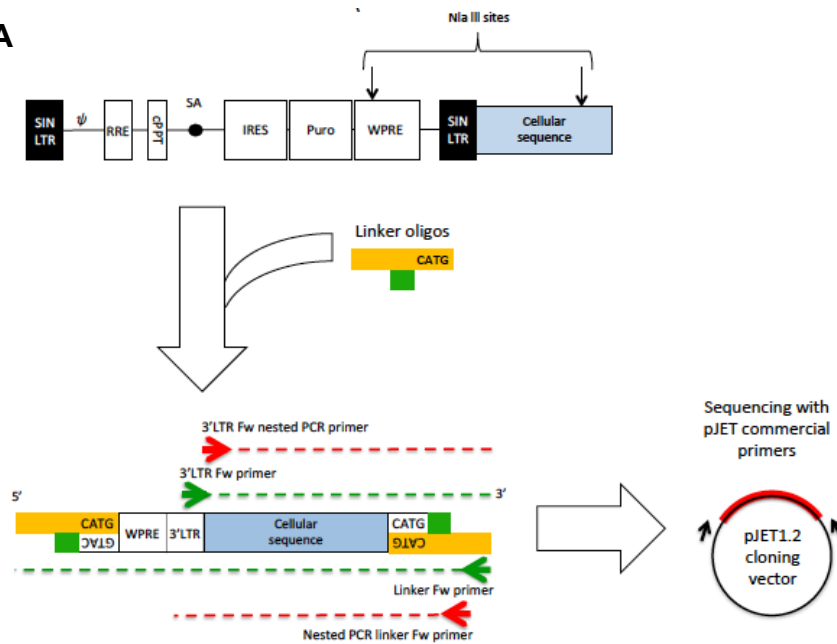 A
Nla III sites
SIN
LTR
ψ
RRE
cPPT
SA
IRES
Puro
WPRE
SIN
LTR
Cellular
sequence
Linker oligos
CATG
3'LTR Fw nested PCR primer
3'LTR Fw primer
5'
3'
CATG
GTAC
WPRE
3'LTR
Cellular
sequence
CATG
CATG
Linker Fw primer
Nested PCR linker Fw primer
Sequencing with
pJET commercial
primers
pJET1.2
cloning
vector